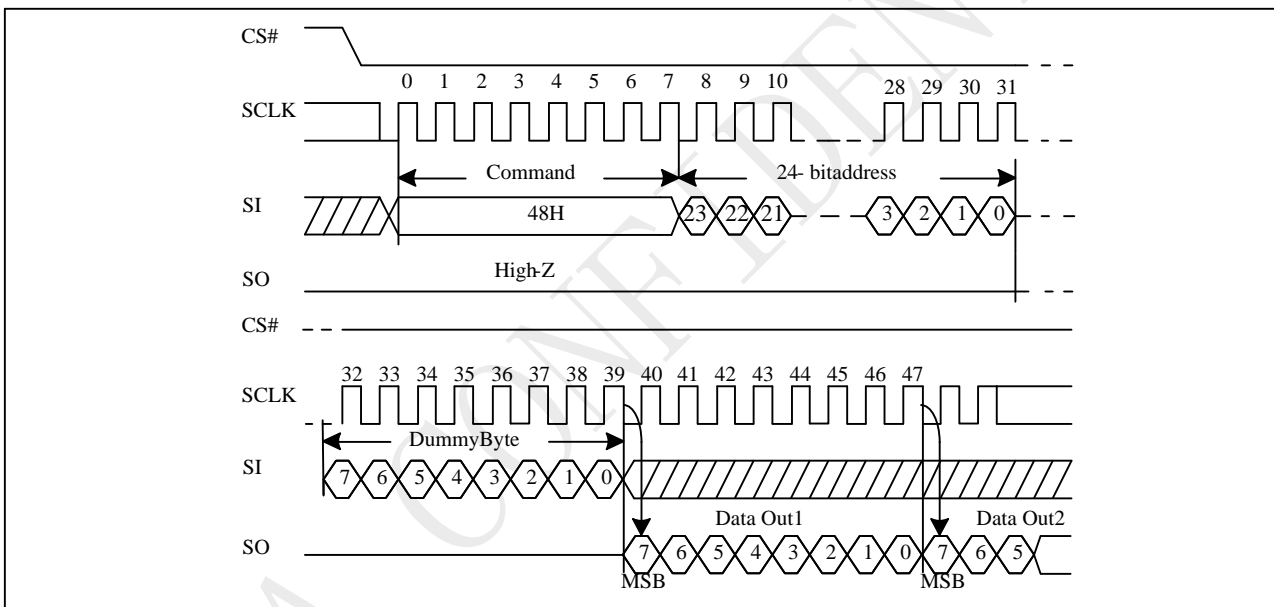 CS#
0 1 2 3 4 5 6 7 8 9 10 28 29 30 31
SCLK
Command 24- bitaddress
SI 48H 23 22 21 3 2 1 0
High-Z
SO
CS#
32 33 34 35 36 37 38 39 40 41 42 43 44 45 46 47
SCLK
DummyByte
SI 7 6 5 4 3 2 1 0
Data Out1 Data Out2
SO 7 6 5 4 3 2 1 0 7 6 5
MSB MSB
A CONFIDEN